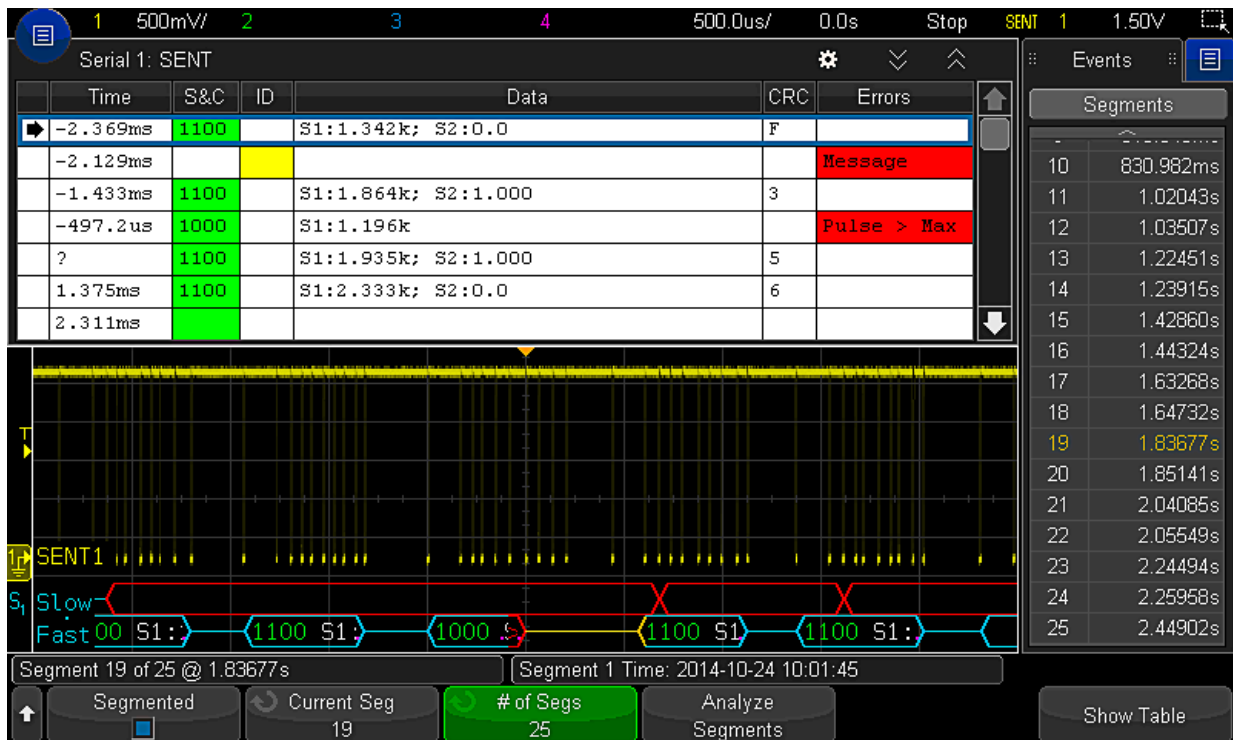 1 500mV/ 2 3 4 500.0us/ 0.0s Stop SENT 1 1.50V
Serial 1: SENT
Time S&C ID Data CRC Errors
-2.369ms 1100 S1:1.342k; S2:0.0 F
-2.129ms Message
-1.433ms 1100 S1:1.864k; S2:1.000 3
-497.2us 1000 S1:1.196k Pulse > Max
? 1100 S1:1.935k; S2:1.000 5
1.375ms 1100 S1:2.333k; S2:0.0 6
2.311ms
Events
Segments
10 830.982ms
11 1.02043s
12 1.03507s
13 1.22451s
14 1.23915s
15 1.42860s
16 1.44324s
17 1.63268s
18 1.64732s
19 1.83677s
20 1.85141s
21 2.04085s
22 2.05549s
23 2.24494s
24 2.25958s
25 2.44902s
T
1 SENT1
S1 Slow
Fast 00 S1: 1100 S1: 1000 1100 S1 1100 S1:
Segment 19 of 25 @ 1.83677s
Segment 1 Time: 2014-10-24 10:01:45
Segmented
Current Seg
19
# of Segs
25
Analyze
Segments
Show Table